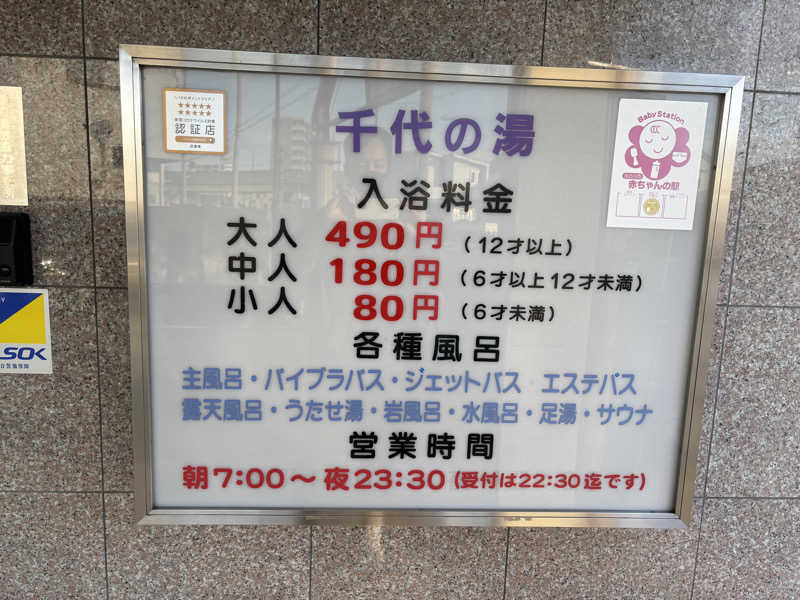 千代の湯
認証店
Baby Station
赤ちゃんの駅
入浴料金
大人 490円 (12才以上)
中人 180円 (6才以上12才未満)
小人 80円 (6才未満)
各種風呂
主風呂・バイブラバス・ジェットバス エステバス
露天風呂・うたせ湯・岩風呂・水風呂・足湯・サウナ
営業時間
朝7:00〜夜23:30 (受付は22:30迄です)
SOK